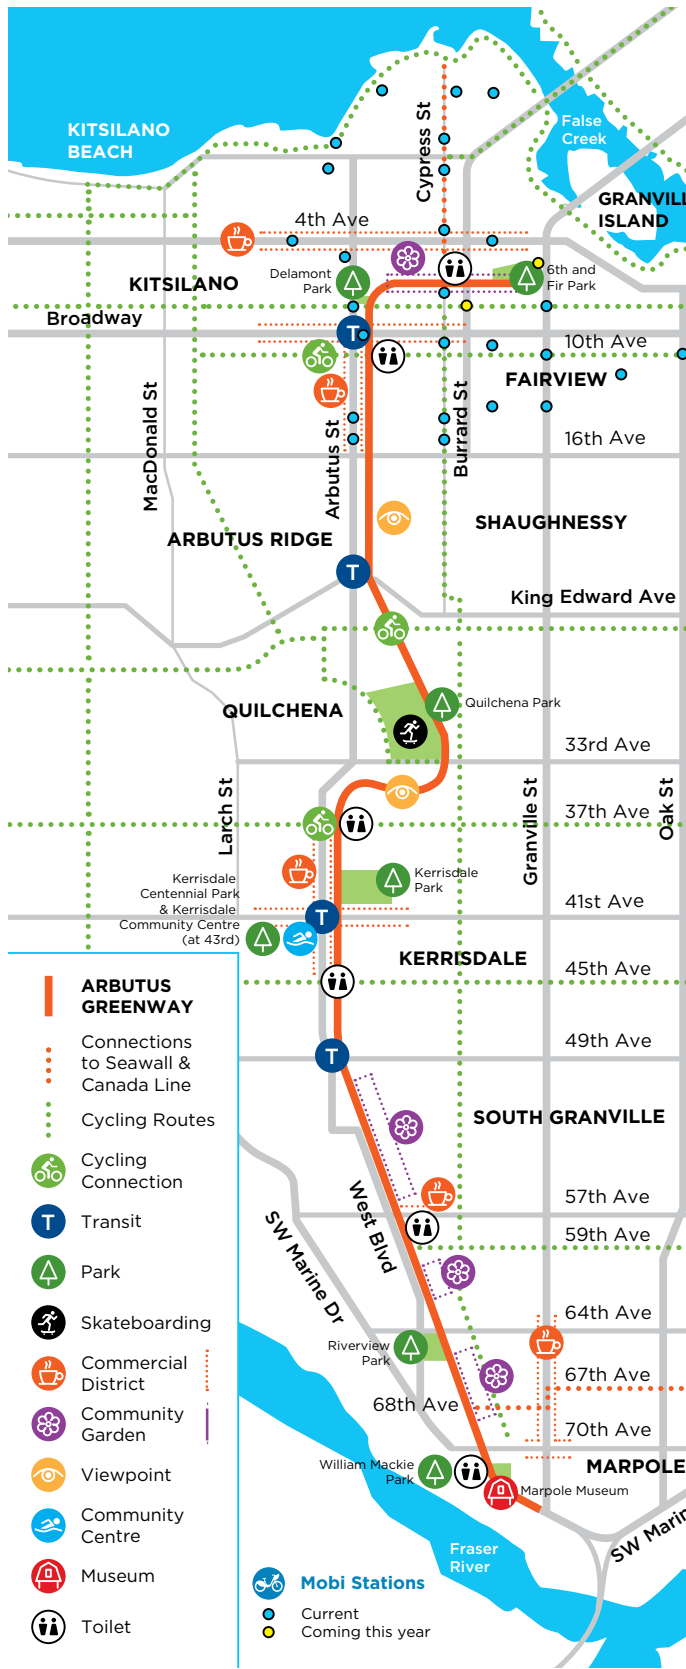 KITSILANO
BEACH
Cypress St
False
Creek
GRANVILL
ISLAND
4th Ave
Delamont
Park
6th and
Fir Park
KITSILANO
Broadway
T
10th Ave
FAIRVIEW
MacDonald St
Arbutus St
Burrard St
16th Ave
SHAUGHNESSY
ARBUTUS RIDGE
T
King Edward Ave
QUILCHENA
Quilchena Park
33rd Ave
Larch St
Granville St
Oak St
37th Ave
Kerrisdale
Centennial Park
& Kerrisdale
Community Centre
(at 43rd)
Kerrisdale
Park
41st Ave
T
KERRISDALE
45th Ave
T
49th Ave
SOUTH GRANVILLE
West Blvd
57th Ave
SW Marine Dr
59th Ave
64th Ave
Riverview
Park
67th Ave
68th Ave
70th Ave
William Mackie
Park
MARPOLE
Marpole Museum
SW Marin
Fraser
River
ARBUTUS
GREENWAY
Connections
to Seawall &
Canada Line
Cycling Routes
Cycling
Connection
T
Transit
Park
Skateboarding
Commercial
District
Community
Garden
Viewpoint
Community
Centre
Museum
Toilet
Mobi Stations
Current
Coming this year